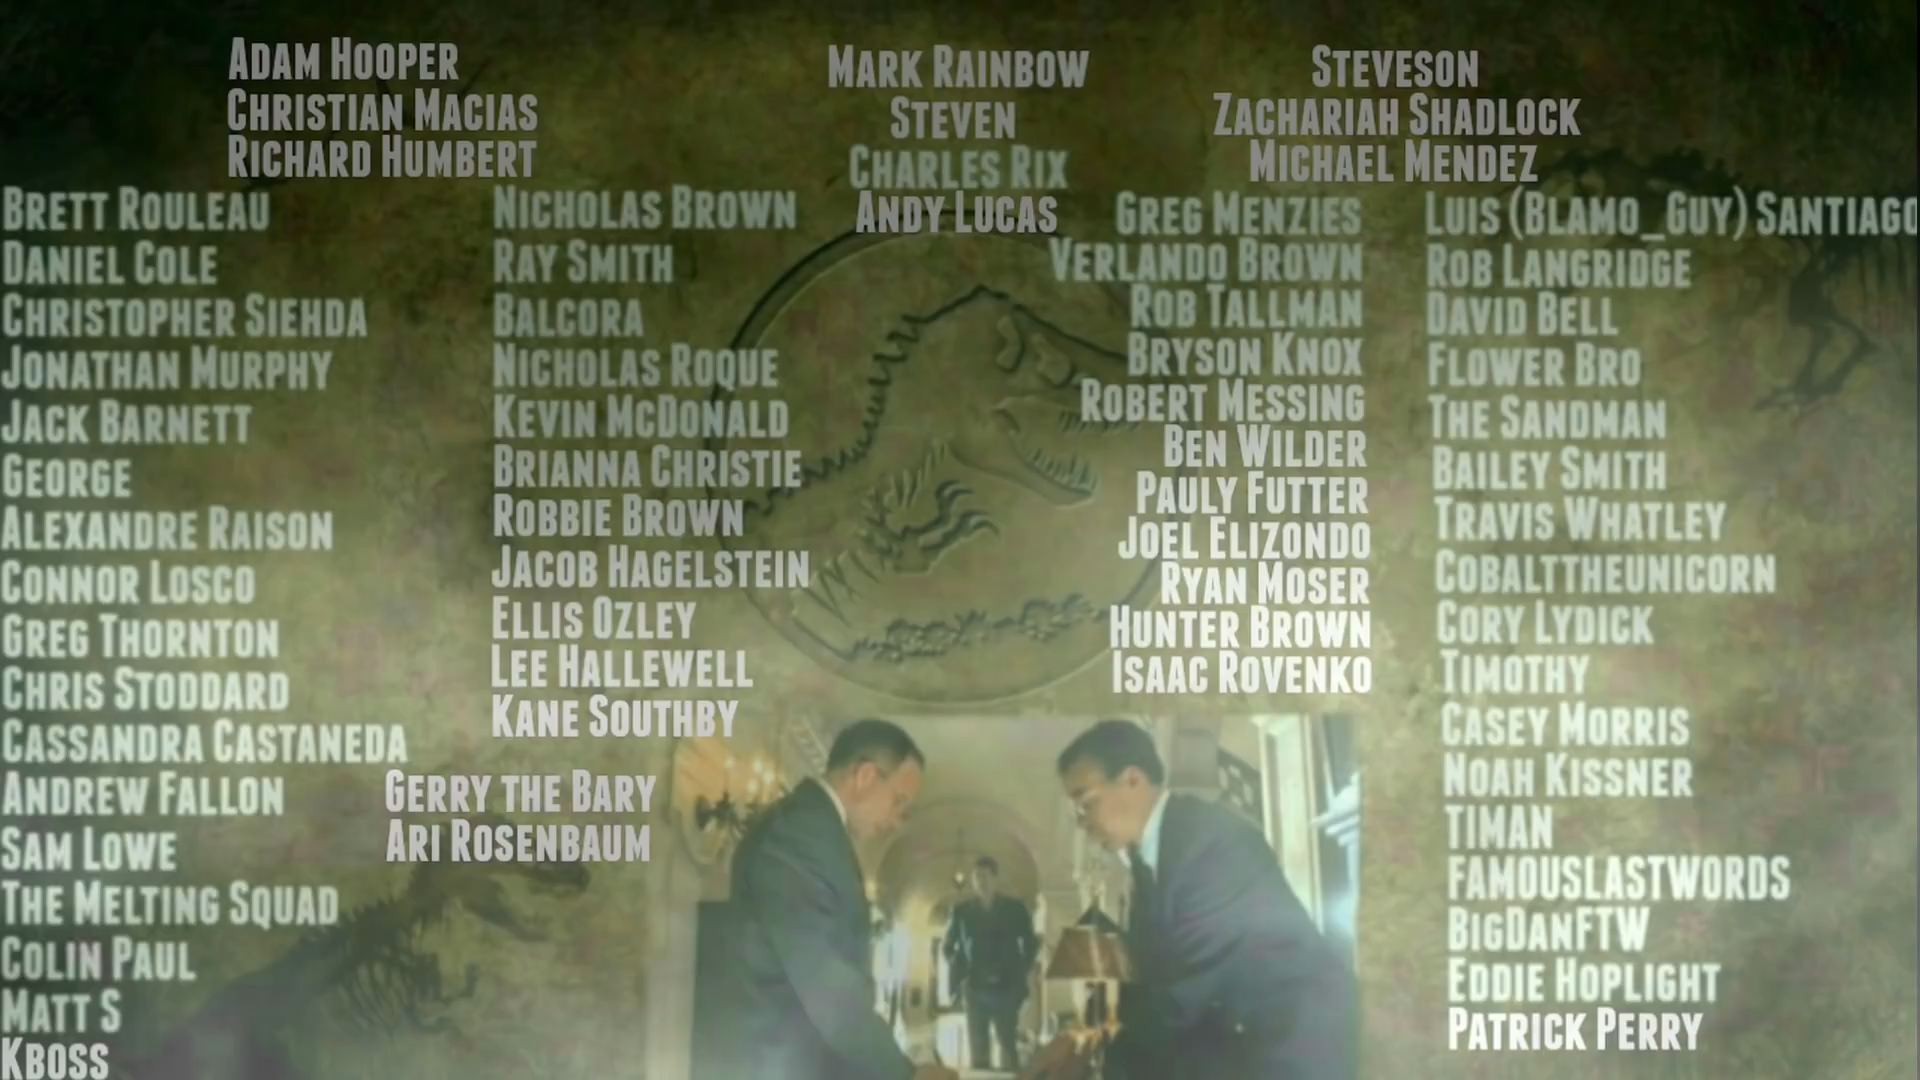 Adam Hooper
Christian Macias
Richard Humbert
Mark Rainbow
Steven
Charles Rix
Andy Lucas
Steveson
Zachariah Shadlock
Michael Mendez
Brett Rouleau
Daniel Cole
Christopher Siehda
Jonathan Murphy
Jack Barnett
George
Alexandre Raison
Connor Losco
Greg Thornton
Chris Stoddard
Cassandra Castaneda
Andrew Fallon
Sam Lowe
The Melting Squad
Colin Paul
Matt S
Kboss
Nicholas Brown
Ray Smith
Balcora
Nicholas Roque
Kevin McDonald
Brianna Christie
Robbie Brown
Jacob Hagelstein
Ellis Ozley
Lee Hallewell
Kane Southby
Gerry the Bary
Ari Rosenbaum
Greg Menzies
Verlando Brown
Rob Tallman
Bryson Knox
Robert Messing
Ben Wilder
Pauly Futter
Joel Elizondo
Ryan Moser
Hunter Brown
Isaac Rovenko
Luis (Blamo_Guy) Santiago
Rob Langridge
David Bell
Flower Bro
The Sandman
Bailey Smith
Travis Whatley
Cobalttheunicorn
Cory Lydick
Timothy
Casey Morris
Noah Kissner
Timan
famouslastwords
BigDanFTW
Eddie Hoplight
Patrick Perry